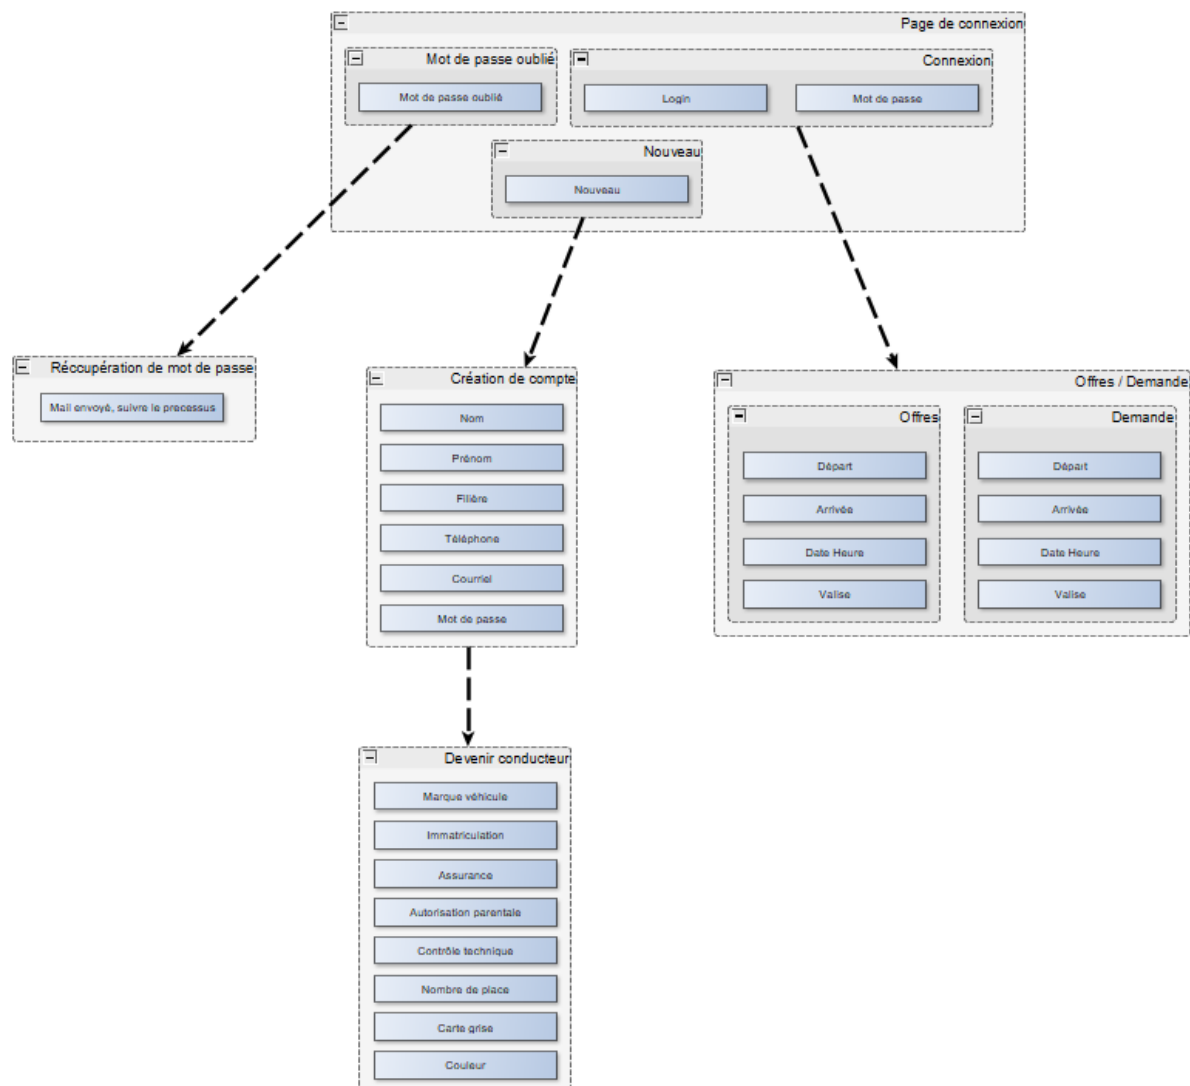 Page de connexion
Mot de passe oublié
Mot de passe oublié
Connexion
Login
Mot de passe
Nouveau
Nouveau
Réccupération de mot de passe
Mail envoyé, suivre le precessus
Création de compte
Nom
Prénom
Filière
Téléphone
Courriel
Mot de passe
Offres / Demande
Offres
Départ
Arrivée
Date Heure
Valise
Demande
Départ
Arrivée
Date Heure
Valise
Devenir conducteur
Marque véhicule
Immatriculation
Assurance
Autorisation parentale
Contrôle technique
Nombre de place
Carte grise
Couleur